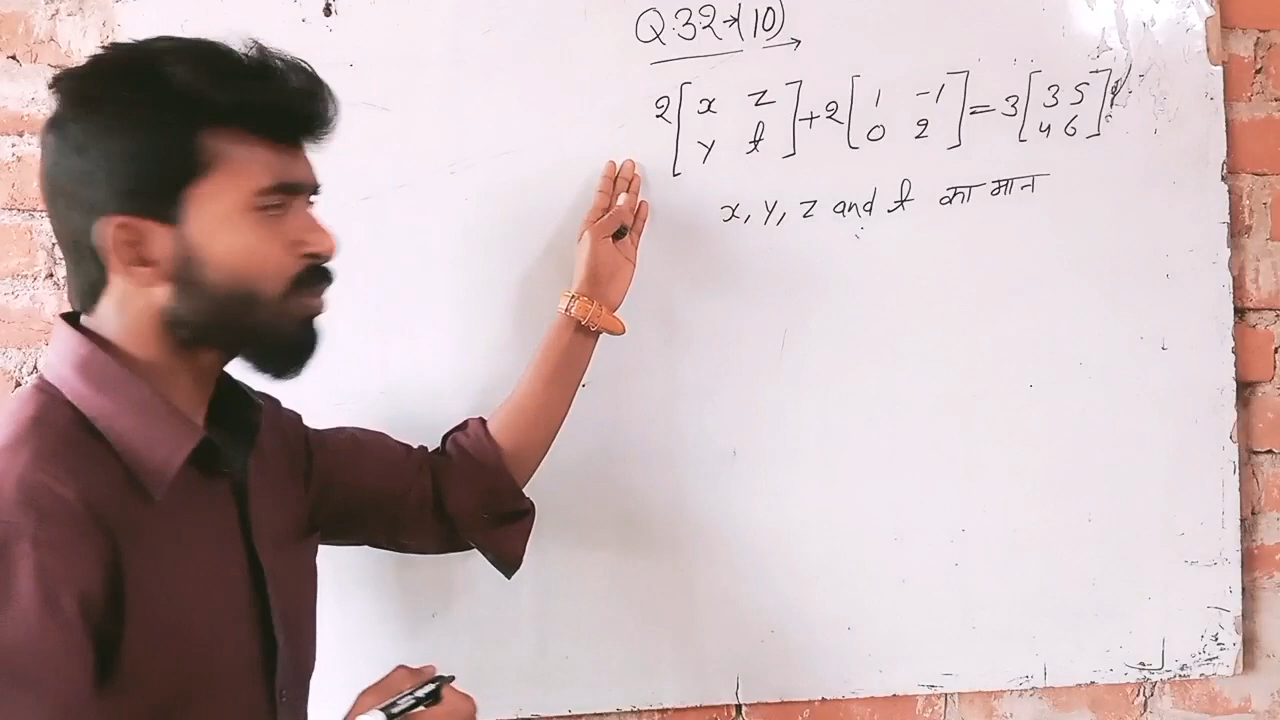 Q.32→(10)→
2[x z y t]+2[1 -1 0 2]=3[3 5 4 6]
x, y, z and t का मान